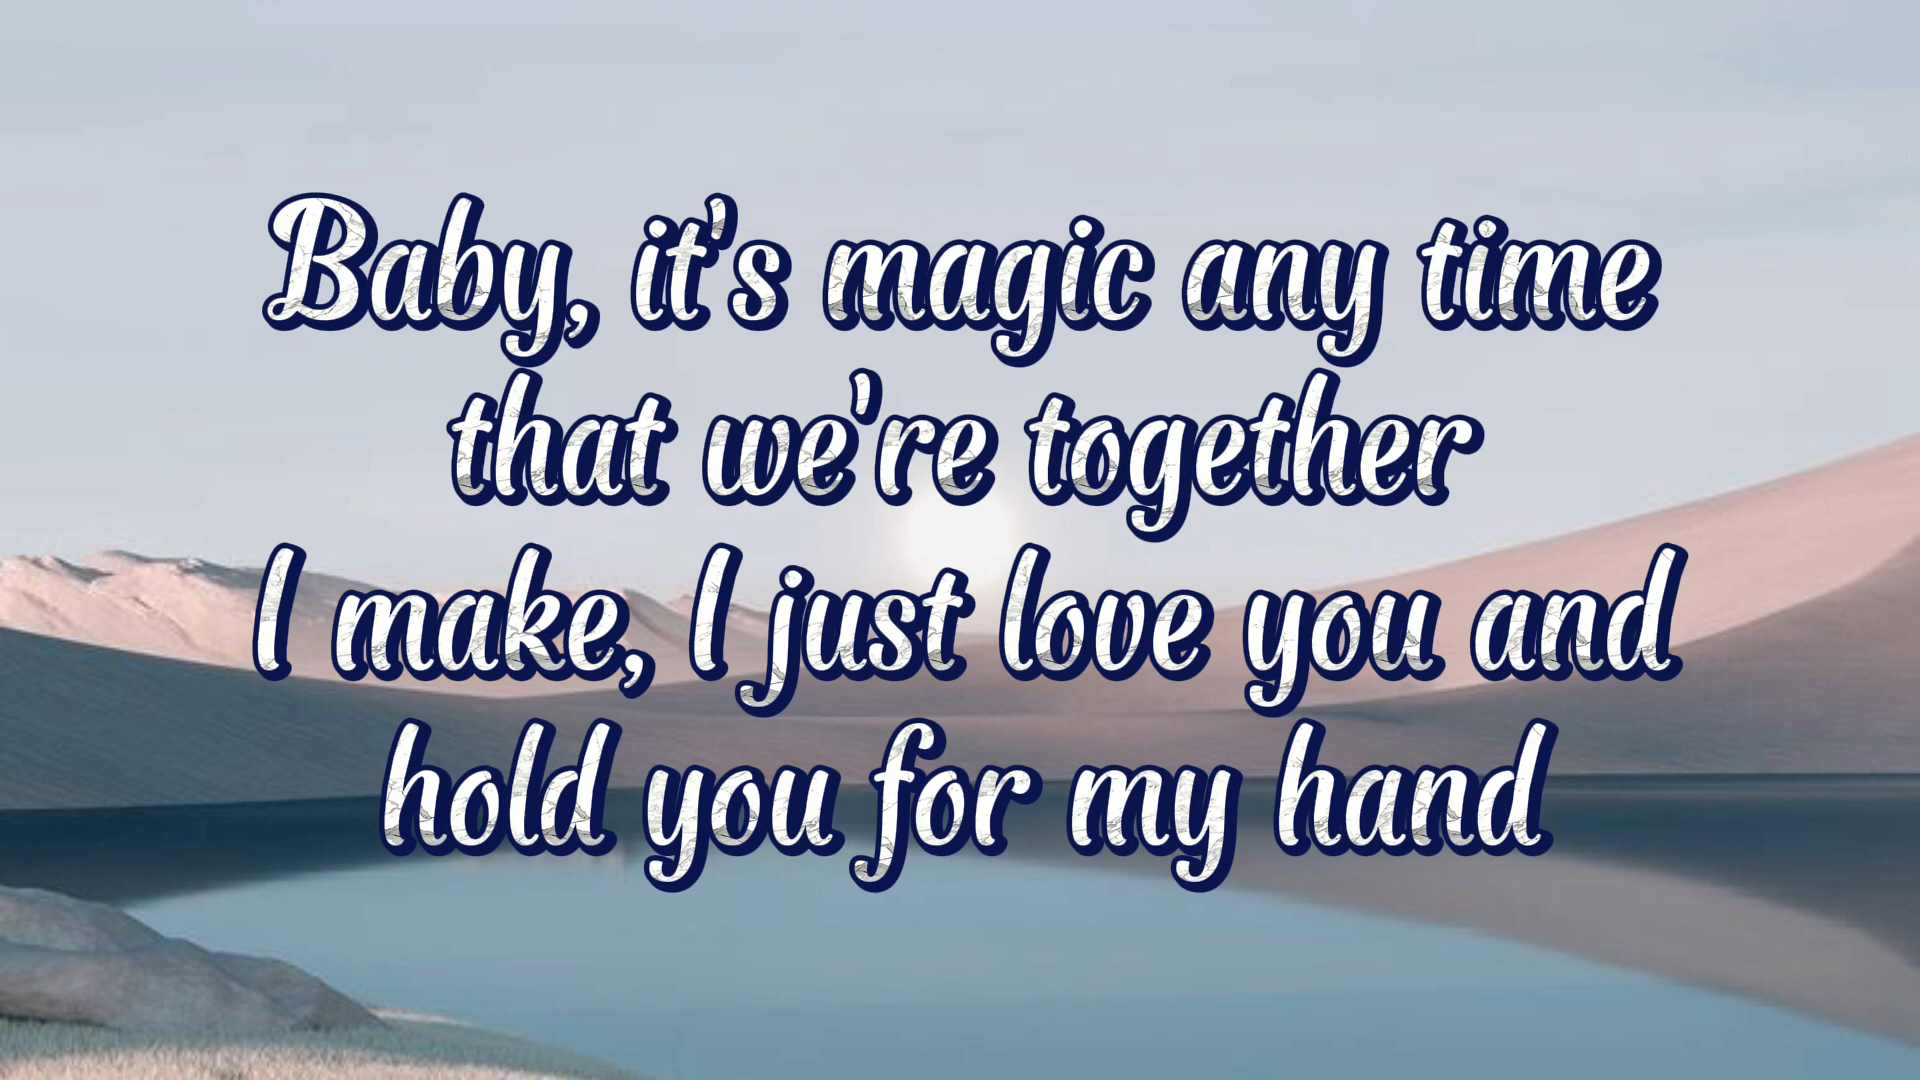 Baby, it's magic any time
that we're together
I make, I just love you and
hold you for my hand